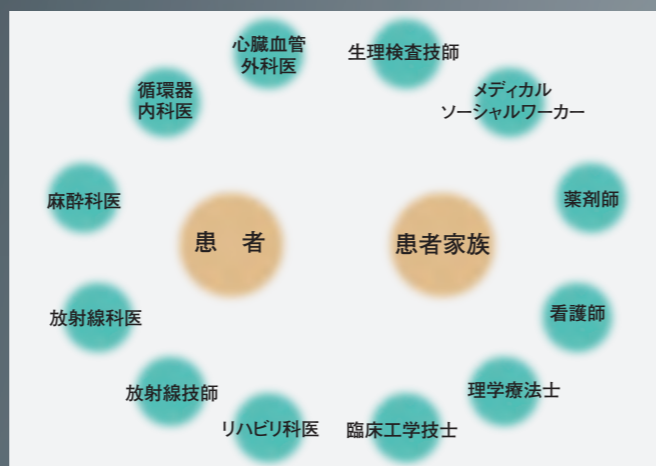 心臓血管
外科医
生理検査技師
循環器
内科医
メディカル
ソーシャルワーカー
麻酔科医
薬剤師
患　者
患者家族
放射線科医
看護師
放射線技師
理学療法士
リハビリ科医
臨床工学技士